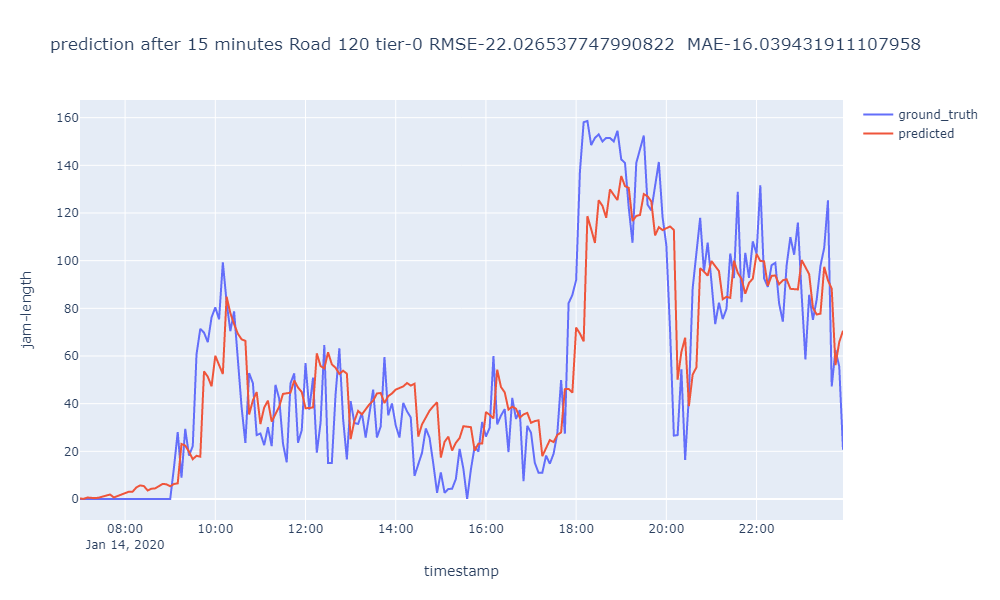 prediction after 15 minutes Road 120 tier-0 RMSE-22.026537747990822  MAE-16.039431911107958
ground_truth
predicted
160
140
120
100
80
60
40
20
0
jam-length
08:00 10:00 12:00 14:00 16:00 18:00 20:00 22:00
Jan 14, 2020
timestamp